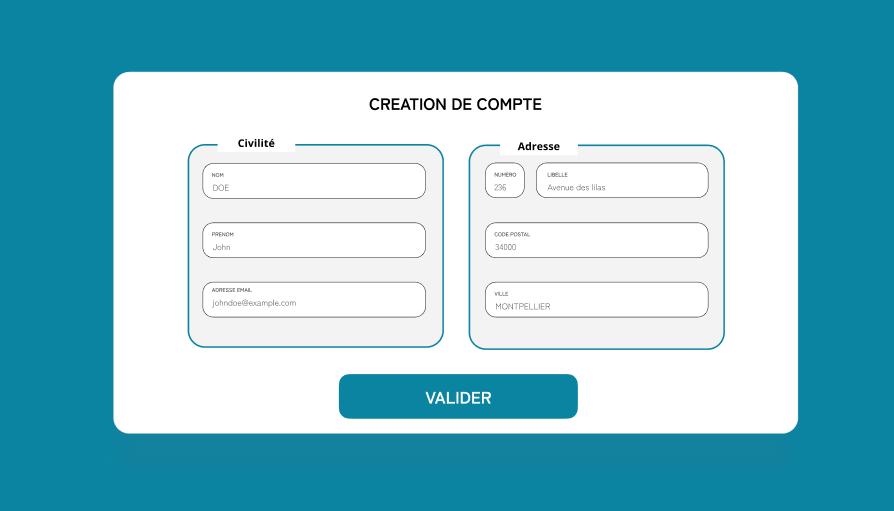 CREATION DE COMPTE
Civilité
NOM
DOE
PRENOM
John
ADRESSE EMAIL
johndoe@example.com
Adresse
NUMERO
236
LIBELLE
Avenue des lilas
CODE POSTAL
34000
VILLE
MONTPELLIER
VALIDER